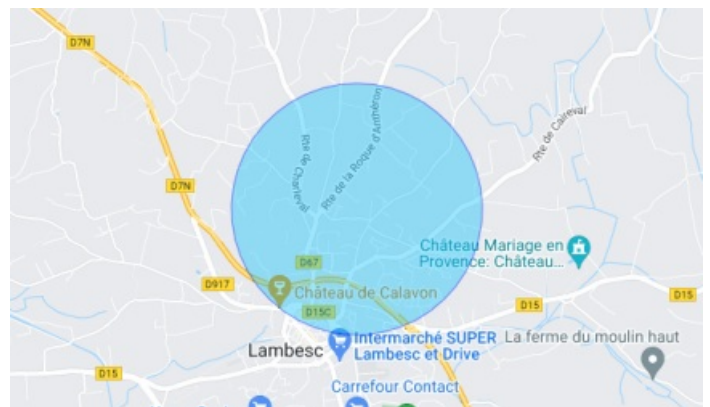 D7N
Rte de Charleval
Rte de la Roque d'Anthéron
Rte de Caireval
D7N
Château Mariage en
Provence: Château...
D67
D917
Château de Calavon
D15
D15
D15C
Intermarché SUPER
Lambesc et Drive
La ferme du moulin haut
Lambesc
D15
Carrefour Contact